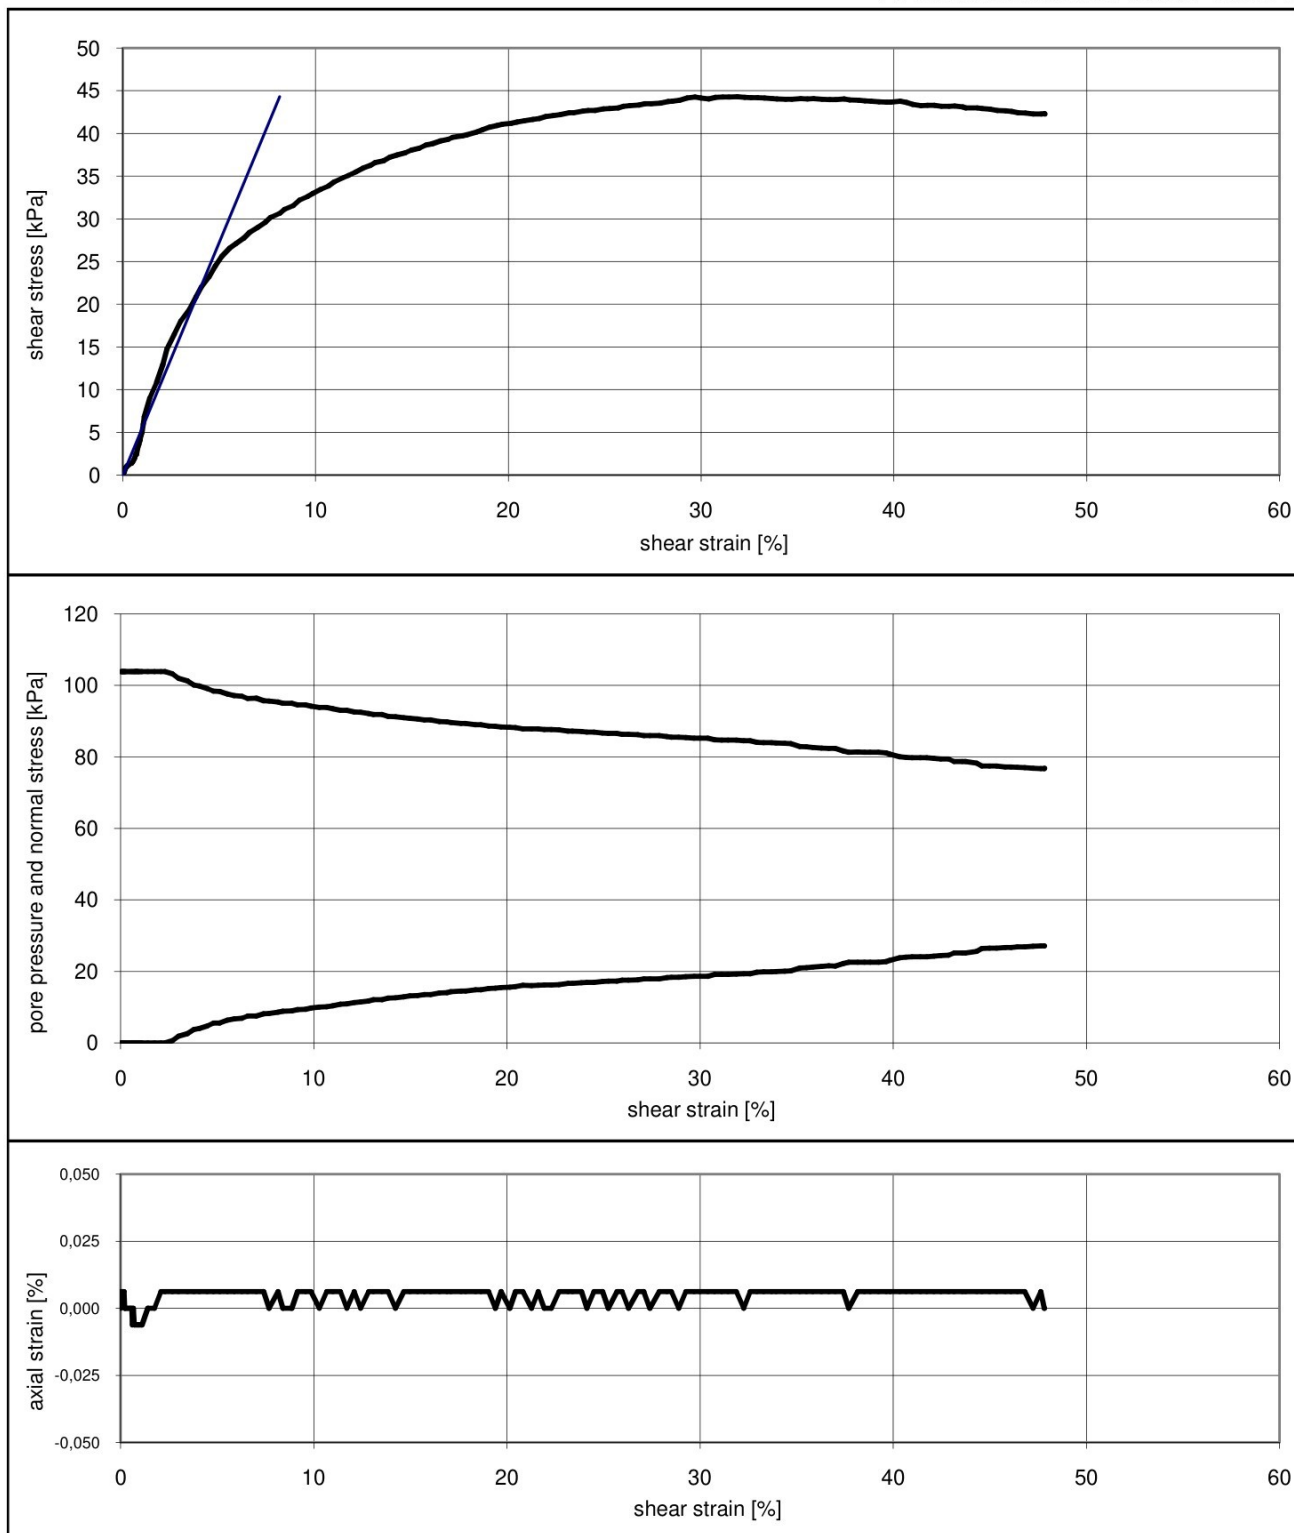 50
45
40
35
30
25
20
15
10
5
0
shear stress [kPa]
0 10 20 30 40 50 60
shear strain [%]
120
100
80
60
40
20
0
pore pressure and normal stress [kPa]
0 10 20 30 40 50 60
shear strain [%]
0,050
0,025
0,000
-0,025
-0,050
axial strain [%]
0 10 20 30 40 50 60
shear strain [%]